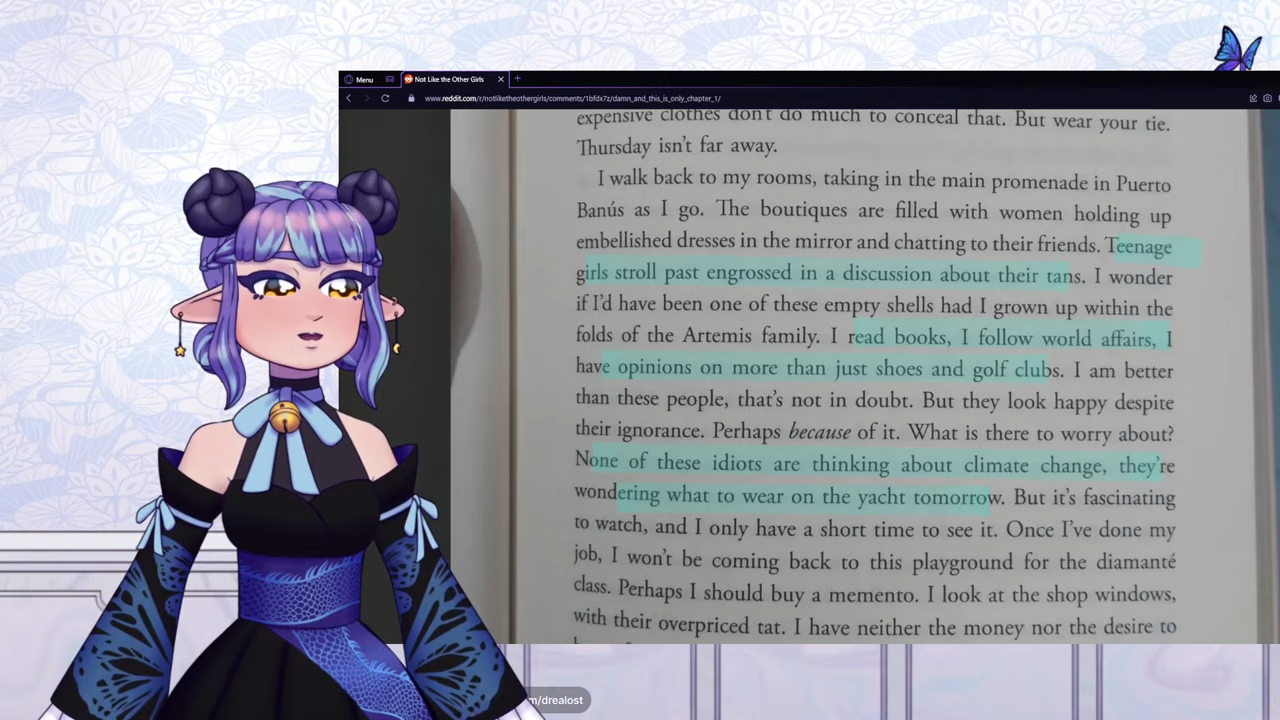 Menu
Not Like the Other Girls
www.reddit.com/r/notliketheothergirls/comments/1bfdx7z/damn_and_this_is_only_chapter_1/
expensive clothes don't do much to conceal that. But wear your tie.
Thursday isn't far away.
I walk back to my rooms, taking in the main promenade in Puerto
Banús as I go. The boutiques are filled with women holding up
embellished dresses in the mirror and chatting to their friends. Teenage
girls stroll past engrossed in a discussion about their tans. I wonder
if I'd have been one of these empty shells had I grown up within the
folds of the Artemis family. I read books, I follow world affairs, I
have opinions on more than just shoes and golf clubs. I am better
than these people, that's not in doubt. But they look happy despite
their ignorance. Perhaps because of it. What is there to worry about?
None of these idiots are thinking about climate change, they're
wondering what to wear on the yacht tomorrow. But it's fascinating
to watch, and I only have a short time to see it. Once I've done my
job, I won't be coming back to this playground for the diamanté
class. Perhaps I should buy a memento. I look at the shop windows,
with their overpriced tat. I have neither the money nor the desire to
m/drealost